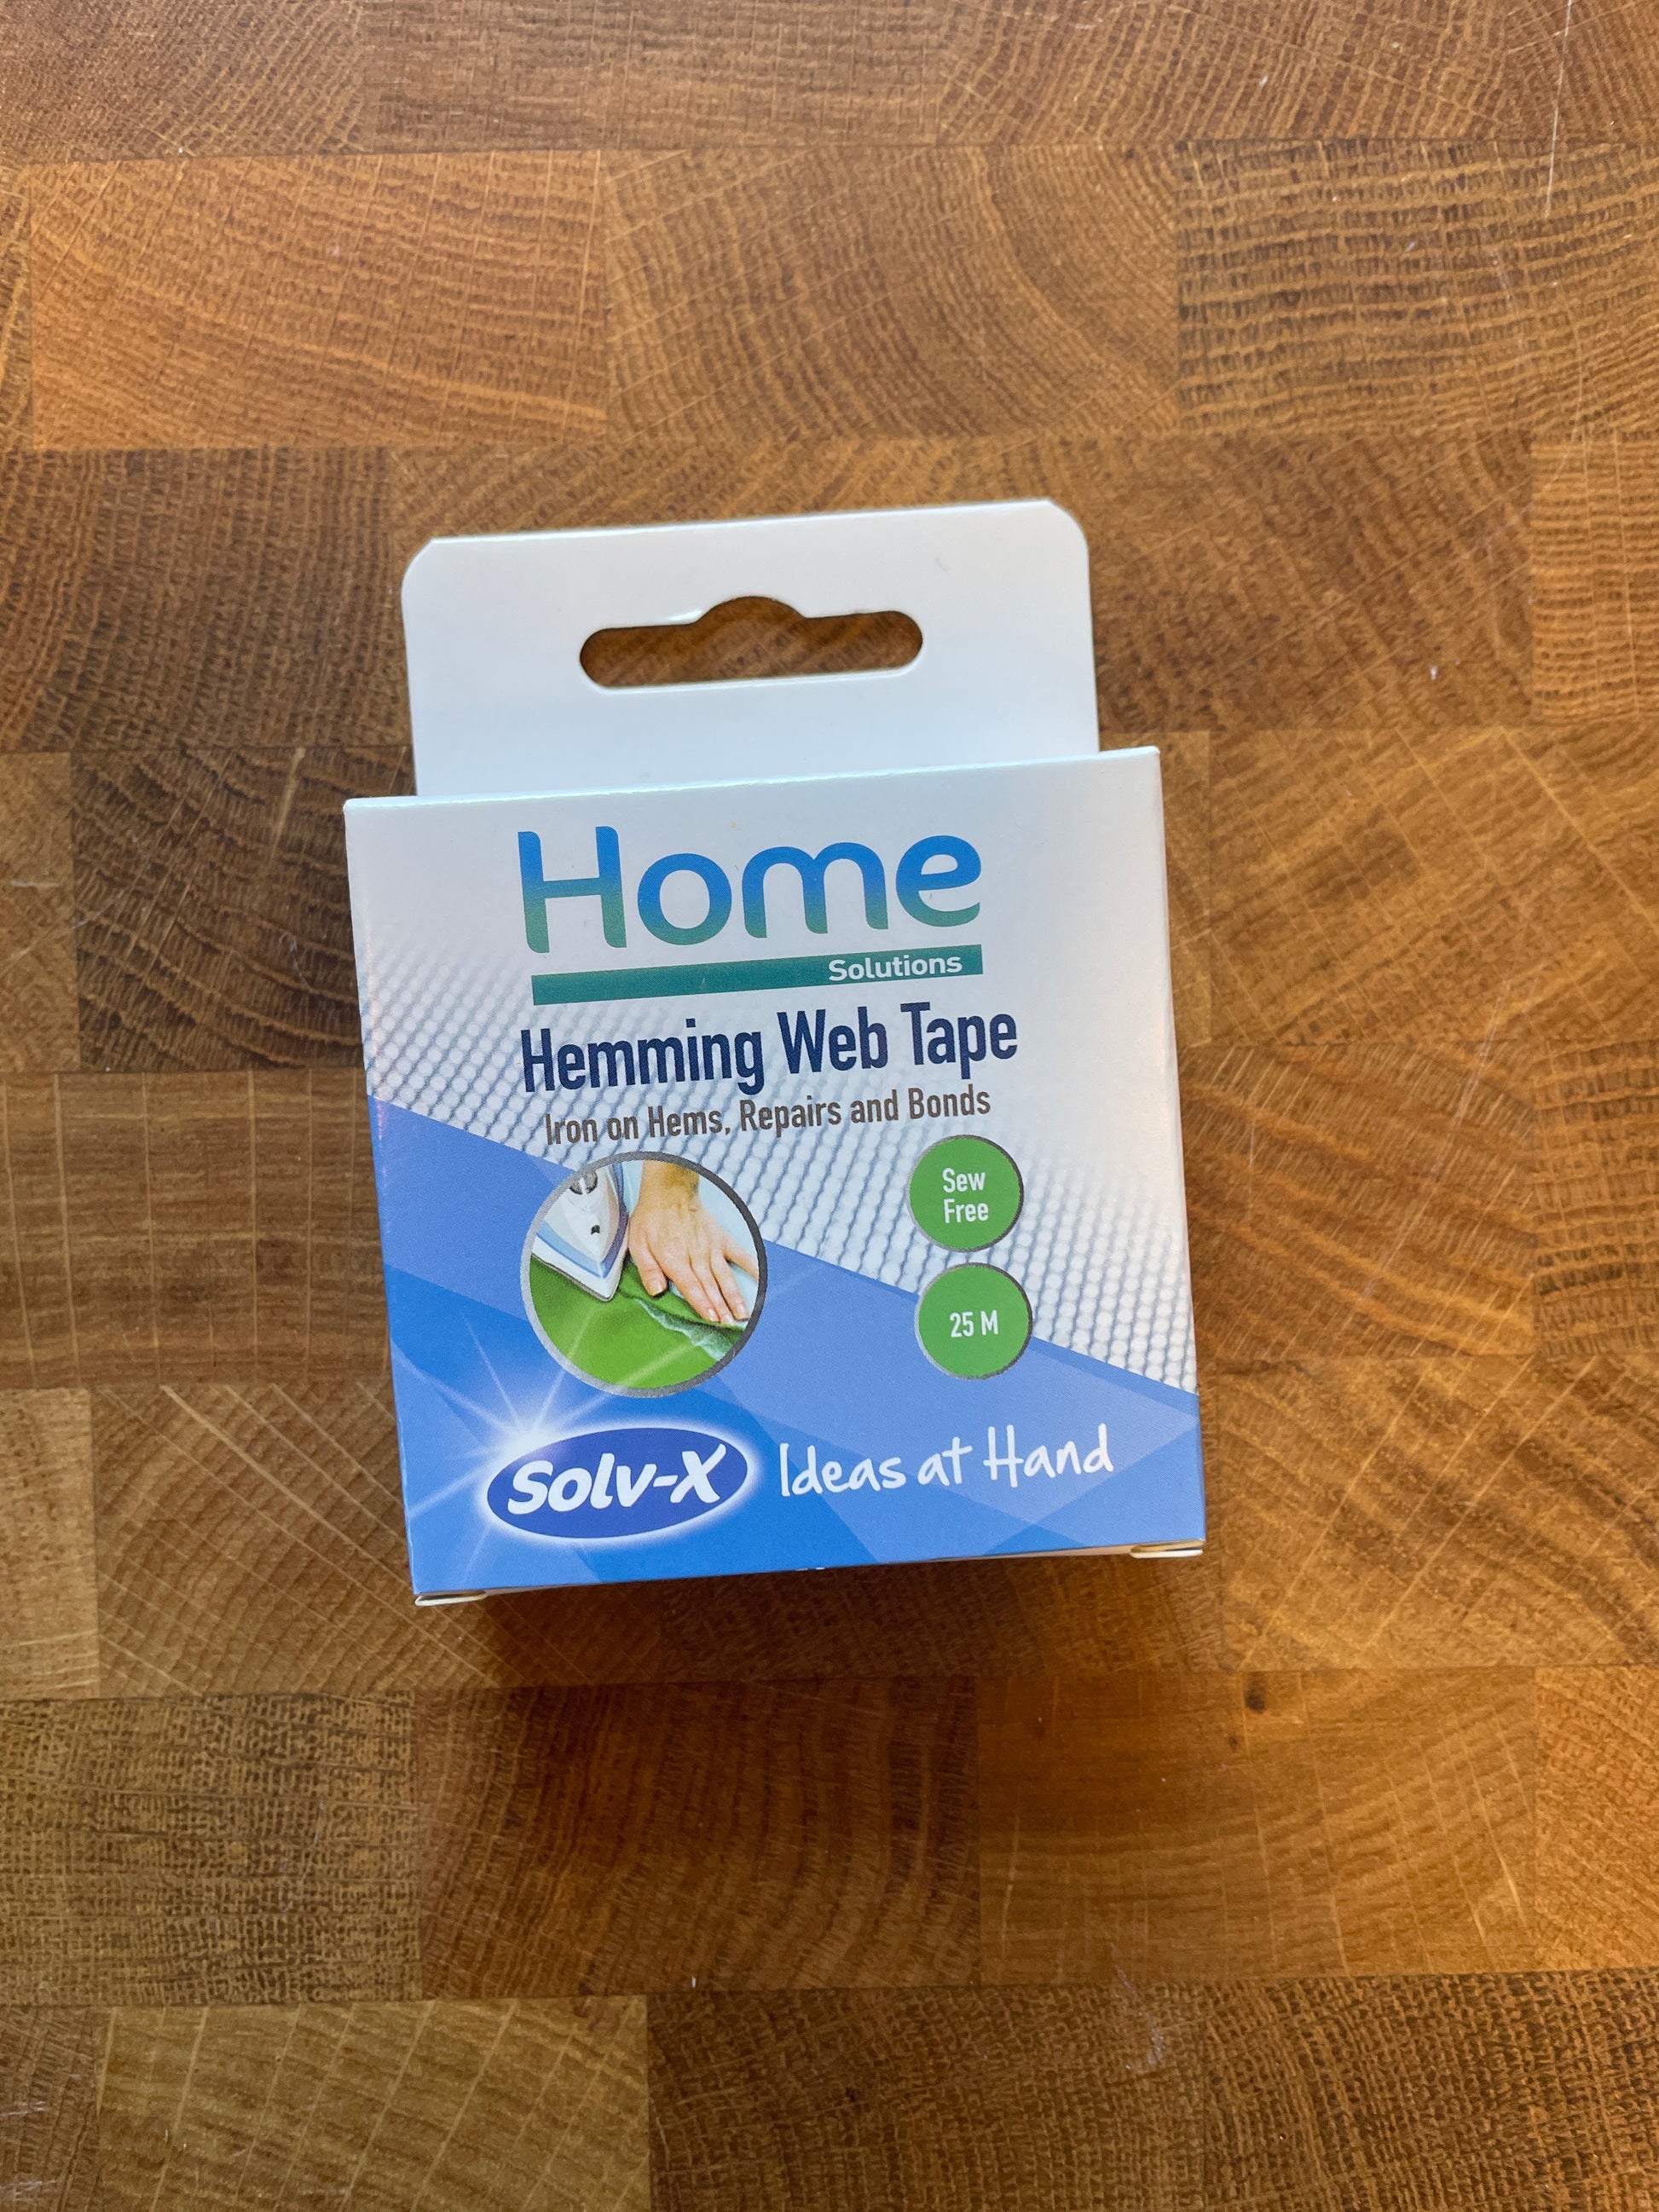 Home
Solutions
Hemming Web Tape
Iron on Hems, Repairs and Bonds
Sew
Free
25 M
Solv-X
Ideas at Hand